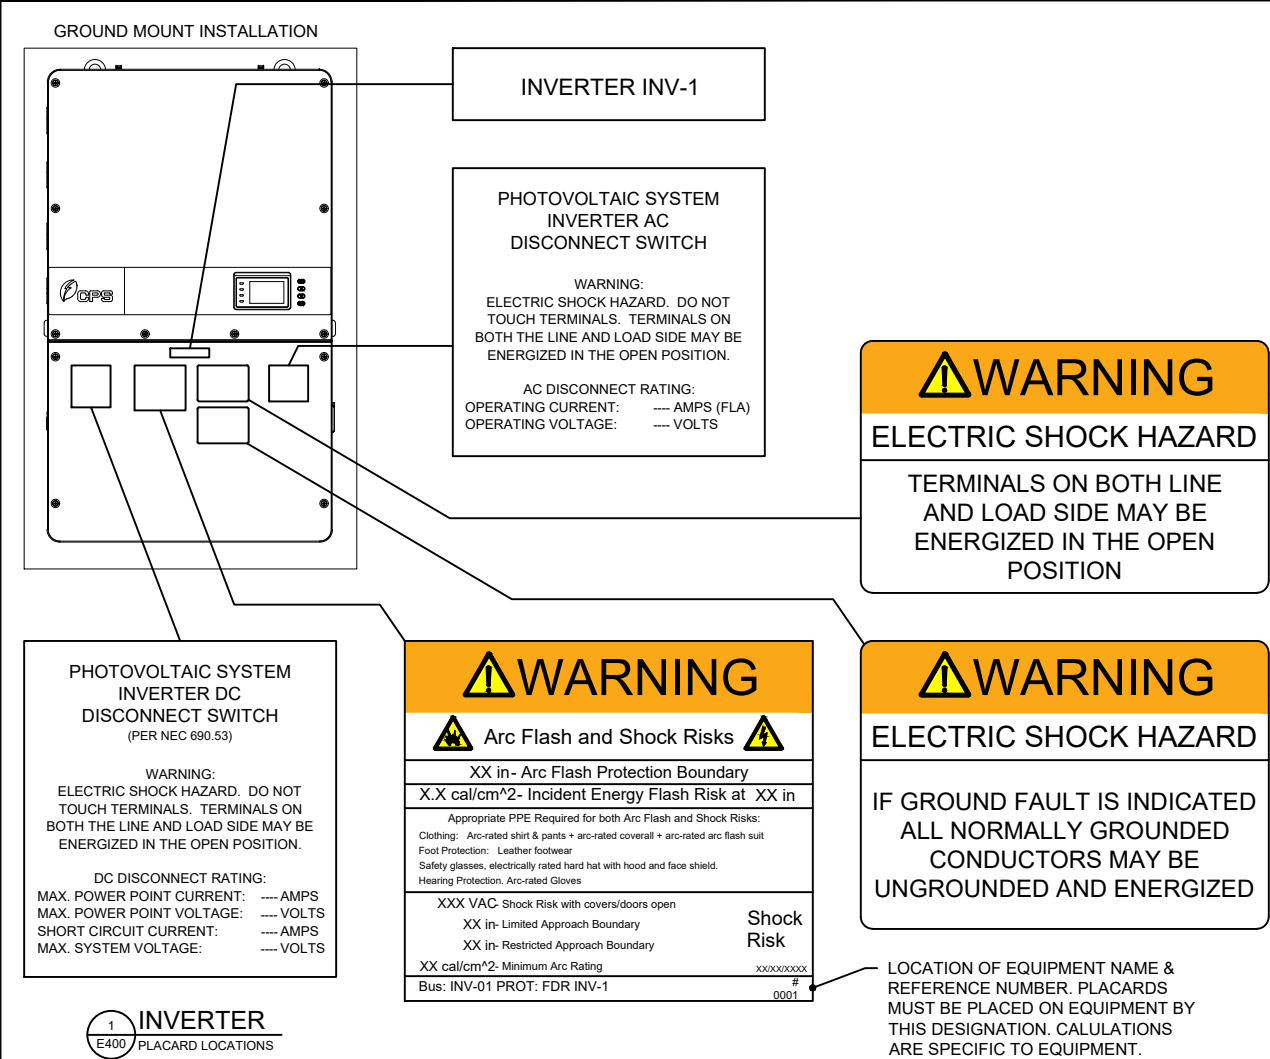 GROUND MOUNT INSTALLATION
CPS
INVERTER INV-1
PHOTOVOLTAIC SYSTEM
INVERTER AC
DISCONNECT SWITCH
WARNING:
ELECTRIC SHOCK HAZARD. DO NOT
TOUCH TERMINALS. TERMINALS ON
BOTH THE LINE AND LOAD SIDE MAY BE
ENERGIZED IN THE OPEN POSITION.
AC DISCONNECT RATING:
OPERATING CURRENT: ---- AMPS (FLA)
OPERATING VOLTAGE: ---- VOLTS
WARNING
ELECTRIC SHOCK HAZARD
TERMINALS ON BOTH LINE
AND LOAD SIDE MAY BE
ENERGIZED IN THE OPEN
POSITION
PHOTOVOLTAIC SYSTEM
INVERTER DC
DISCONNECT SWITCH
(PER NEC 690.53)
WARNING:
ELECTRIC SHOCK HAZARD. DO NOT
TOUCH TERMINALS. TERMINALS ON
BOTH THE LINE AND LOAD SIDE MAY BE
ENERGIZED IN THE OPEN POSITION.
DC DISCONNECT RATING:
MAX. POWER POINT CURRENT: ---- AMPS
MAX. POWER POINT VOLTAGE: ---- VOLTS
SHORT CIRCUIT CURRENT: ---- AMPS
MAX. SYSTEM VOLTAGE: ---- VOLTS
WARNING
Arc Flash and Shock Risks
XX in- Arc Flash Protection Boundary
X.X cal/cm^2- Incident Energy Flash Risk at XX in
Appropriate PPE Required for both Arc Flash and Shock Risks:
Clothing: Arc-rated shirt & pants + arc-rated coverall + arc-rated arc flash suit
Foot Protection: Leather footwear
Safety glasses, electrically rated hard hat with hood and face shield.
Hearing Protection. Arc-rated Gloves
XXX VAC- Shock Risk with covers/doors open
XX in- Limited Approach Boundary
XX in- Restricted Approach Boundary
XX cal/cm^2- Minimum Arc Rating
Shock
Risk
xx/xx/xxxx
Bus: INV-01 PROT: FDR INV-1
#
0001
WARNING
ELECTRIC SHOCK HAZARD
IF GROUND FAULT IS INDICATED
ALL NORMALLY GROUNDED
CONDUCTORS MAY BE
UNGROUNDED AND ENERGIZED
LOCATION OF EQUIPMENT NAME &
REFERENCE NUMBER. PLACARDS
MUST BE PLACED ON EQUIPMENT BY
THIS DESIGNATION. CALULATIONS
ARE SPECIFIC TO EQUIPMENT.
1
E400
INVERTER
PLACARD LOCATIONS